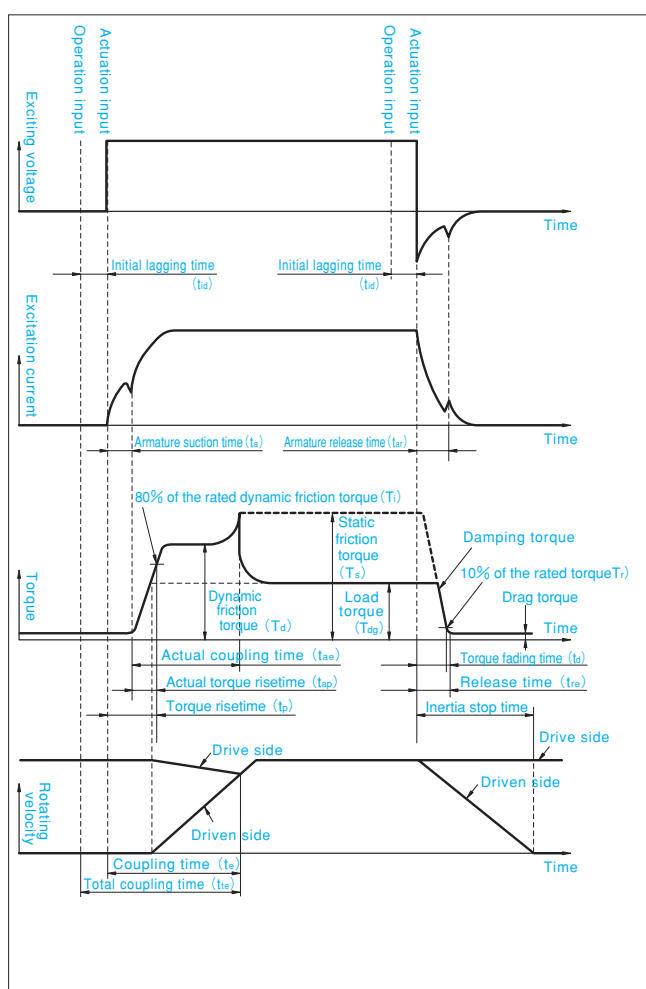 Operation input
Actuation input
Operation input
Actuation input
Exciting voltage
Time
Initial lagging time
(tid)
Initial lagging time
(tid)
Excitation current
Time
Armature suction time (ta)
Armature release time (tar)
80% of the rated dynamic friction torque (Ti)
Static
friction
torque
(Ts)
Damping torque
10% of the rated torqueTr)
Drag torque
Torque
Dynamic
friction
torque (Td)
Load
torque
(Tdg)
Time
Actual coupling time (tae)
Torque fading time (td)
Actual torque risetime (tap)
Release time (tre)
Torque risetime (tp)
Inertia stop time
Drive side
Drive side
Rotating
velocity
Driven side
Driven side
Time
Coupling time (te)
Total coupling time (tte)